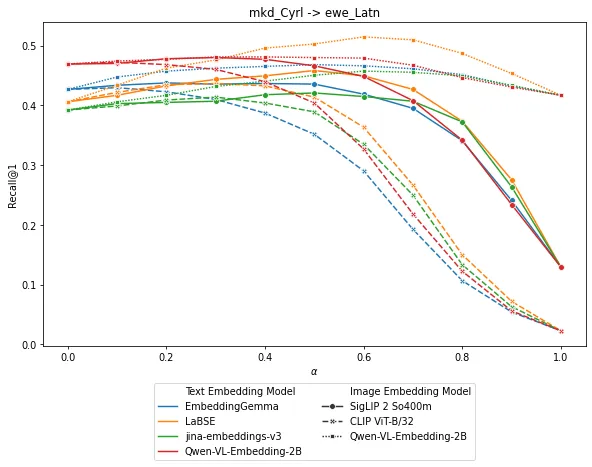 mkd_Cyrl -> ewe_Latn
0.5
0.4
0.3
0.2
0.1
0.0
Recall@1
0.0 0.2 0.4 0.6 0.8 1.0
α
Text Embedding Model Image Embedding Model
EmbeddingGemma SigLIP 2 So400m
LaBSE CLIP ViT-B/32
jina-embeddings-v3 Qwen-VL-Embedding-2B
Qwen-VL-Embedding-2B